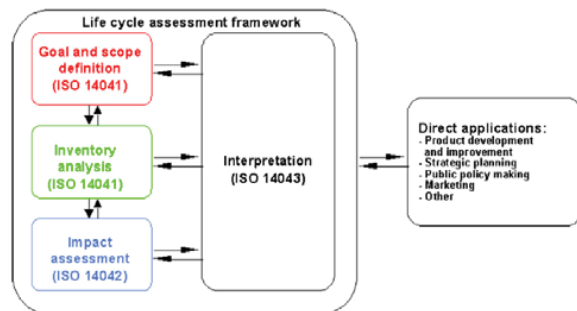 Life cycle assessment framework
Goal and scope
definition
(ISO 14041)
Inventory
analysis
(ISO 14041)
Impact
assessment
(ISO 14042)
Interpretation
(ISO 14043)
Direct applications:
- Product development
and improvement
- Strategic planning
- Public policy making
- Marketing
- Other